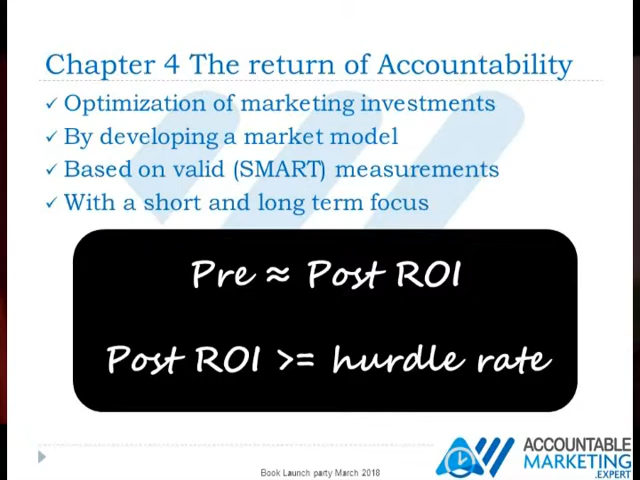 Chapter 4 The return of Accountability
✓ Optimization of marketing investments
✓ By developing a market model
✓ Based on valid (SMART) measurements
✓ With a short and long term focus
Pre ≈ Post ROI
Post ROI >= hurdle rate
Book Launch party March 2018
ACCOUNTABLE
MARKETING
.EXPERT